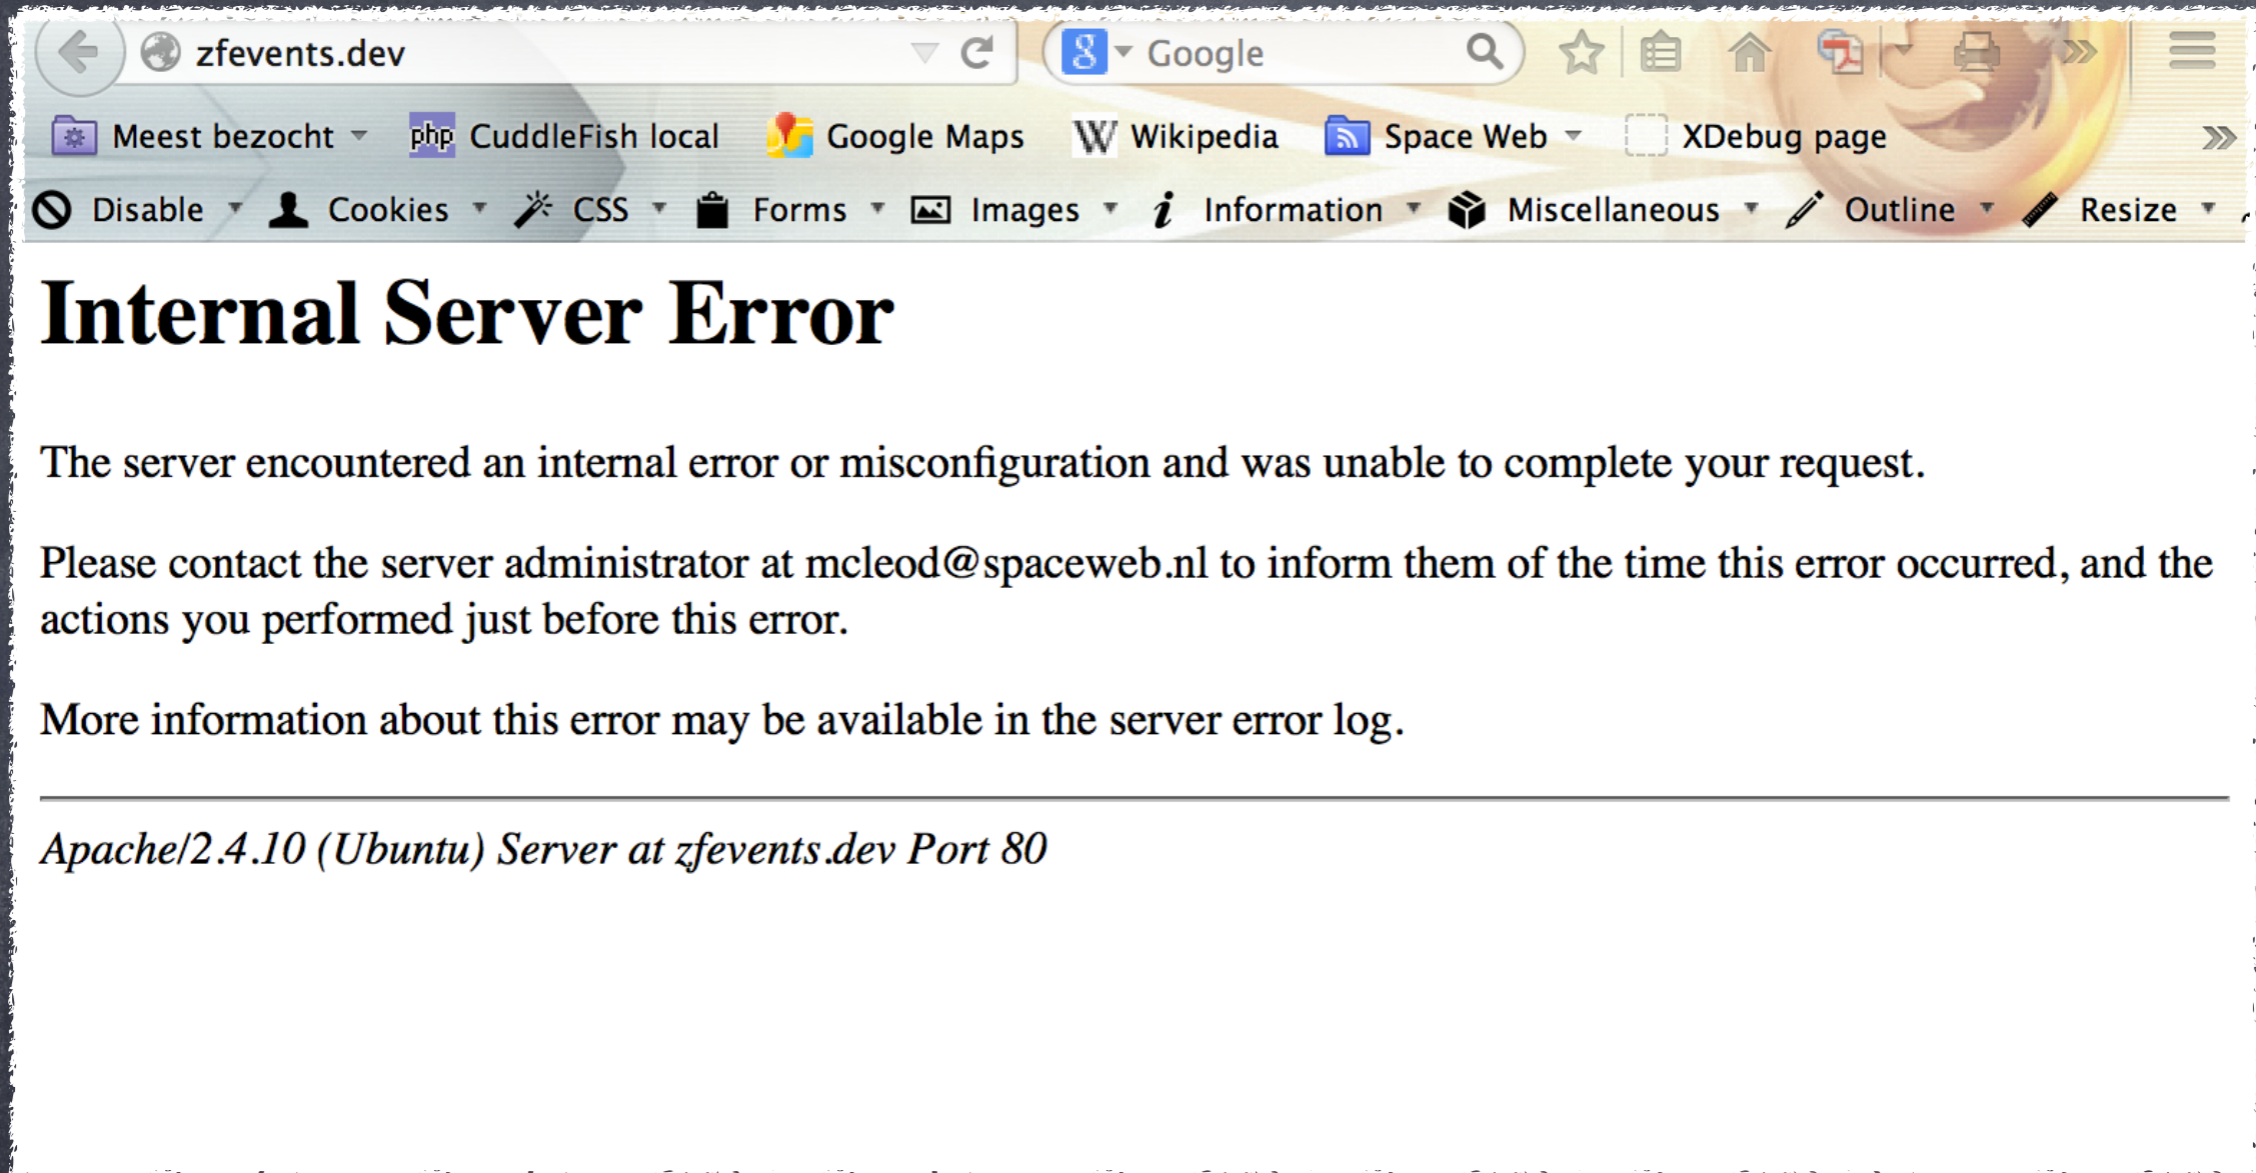 zfevents.dev
Google
Meest bezocht
php CuddleFish local
Google Maps
W Wikipedia
Space Web
XDebug page
Disable
Cookies
CSS
Forms
Images
Information
Miscellaneous
Outline
Resize
Internal Server Error
The server encountered an internal error or misconfiguration and was unable to complete your request.
Please contact the server administrator at mcleod@spaceweb.nl to inform them of the time this error occurred, and the
actions you performed just before this error.
More information about this error may be available in the server error log.
Apache/2.4.10 (Ubuntu) Server at zfevents.dev Port 80